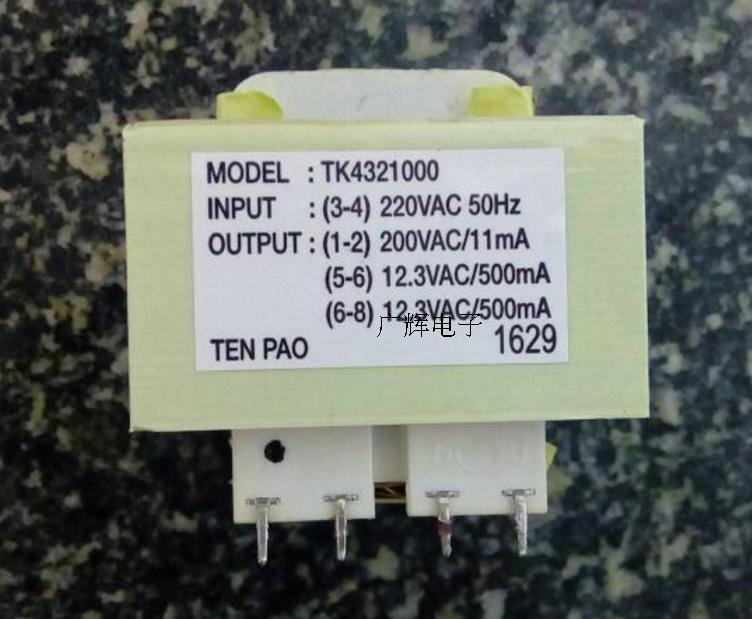 MODEL : TK4321000
INPUT : (3-4) 220VAC 50Hz
OUTPUT : (1-2) 200VAC/11mA
(5-6) 12.3VAC/500mA
(6-8) 12.3VAC/500mA
广辉电子
TEN PAO 1629